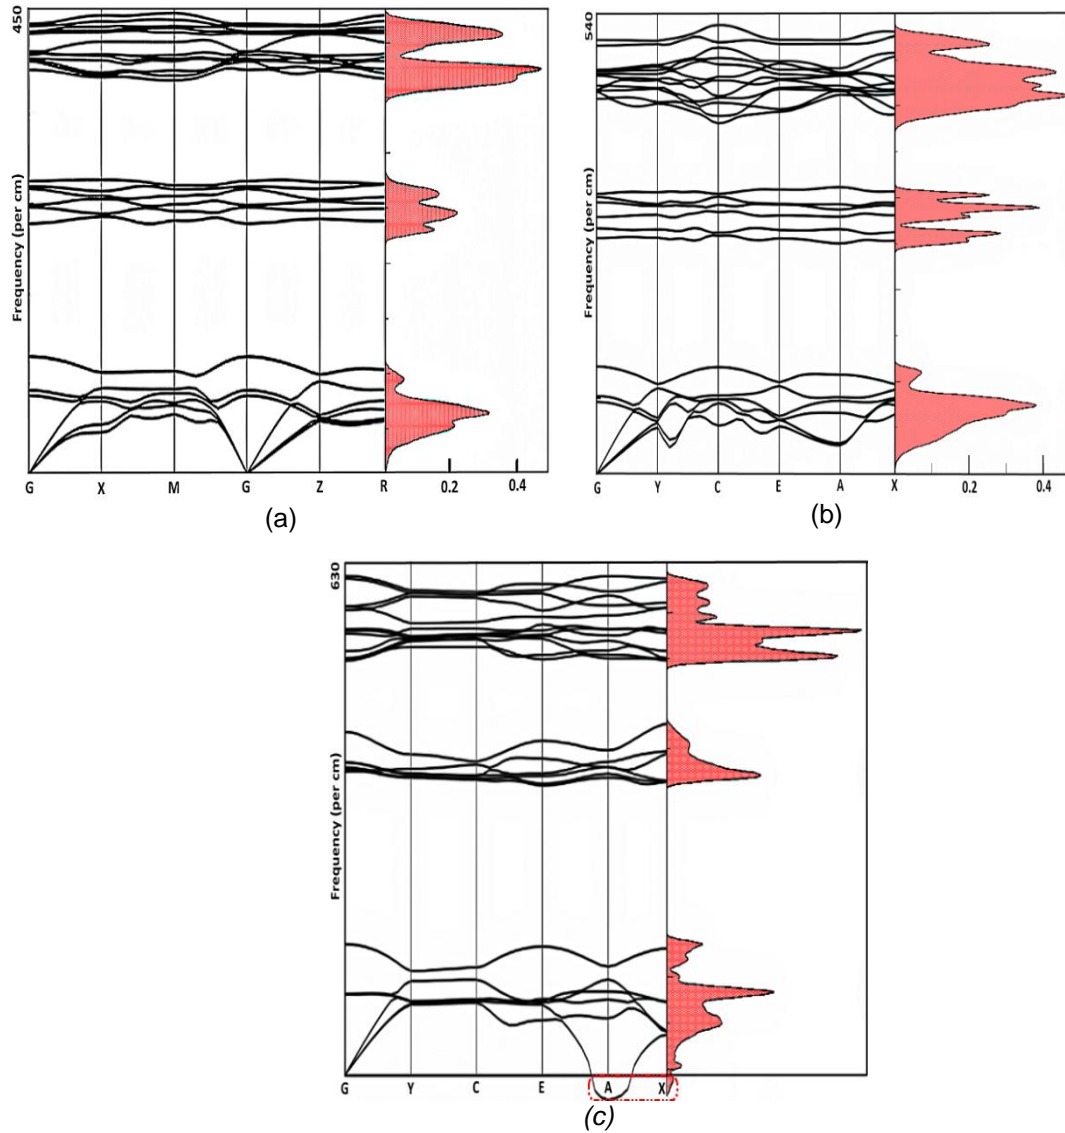 450
Frequency (per cm)
G X M G Z R 0.2 0.4
(a)
540
Frequency (per cm)
G Y C E A X 0.2 0.4
(b)
630
Frequency (per cm)
G Y C E A X
(c)